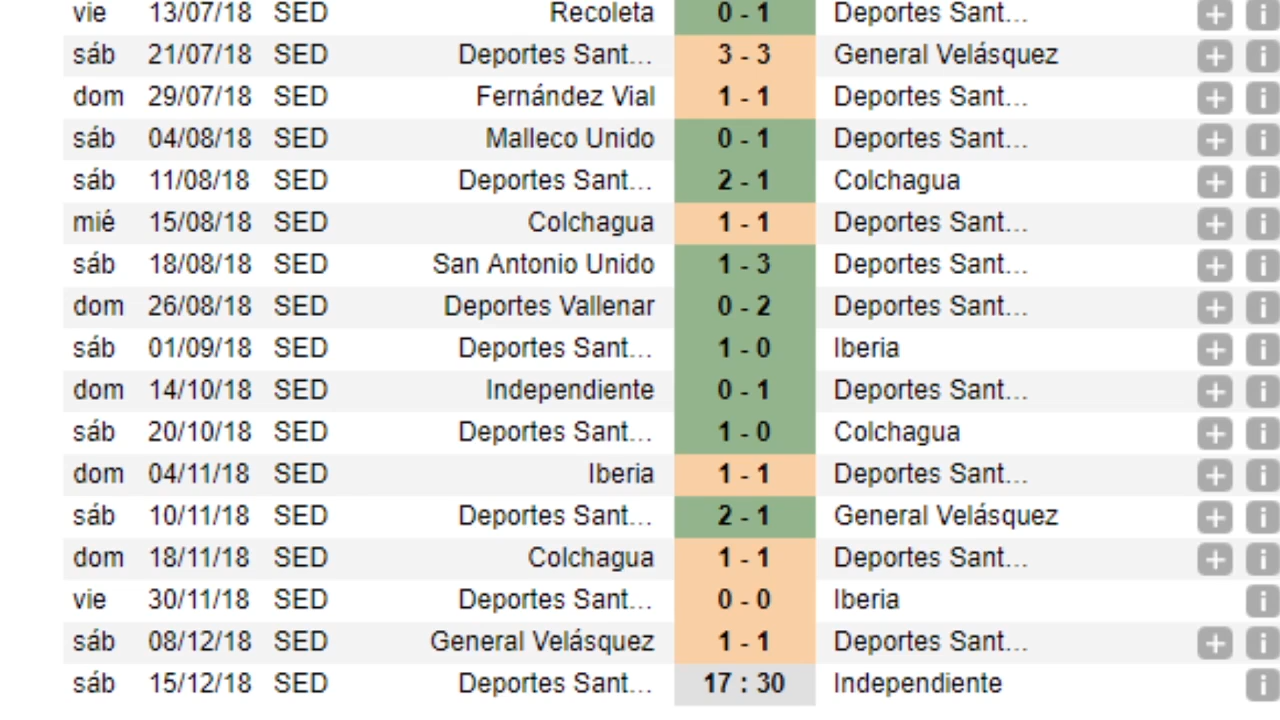 vie 13/07/18 SED Recoleta 0 - 1 Deportes Sant...
sáb 21/07/18 SED Deportes Sant... 3 - 3 General Velásquez
dom 29/07/18 SED Fernández Vial 1 - 1 Deportes Sant...
sáb 04/08/18 SED Malleco Unido 0 - 1 Deportes Sant...
sáb 11/08/18 SED Deportes Sant... 2 - 1 Colchagua
mié 15/08/18 SED Colchagua 1 - 1 Deportes Sant...
sáb 18/08/18 SED San Antonio Unido 1 - 3 Deportes Sant...
dom 26/08/18 SED Deportes Vallenar 0 - 2 Deportes Sant...
sáb 01/09/18 SED Deportes Sant... 1 - 0 Iberia
dom 14/10/18 SED Independiente 0 - 1 Deportes Sant...
sáb 20/10/18 SED Deportes Sant... 1 - 0 Colchagua
dom 04/11/18 SED Iberia 1 - 1 Deportes Sant...
sáb 10/11/18 SED Deportes Sant... 2 - 1 General Velásquez
dom 18/11/18 SED Colchagua 1 - 1 Deportes Sant...
vie 30/11/18 SED Deportes Sant... 0 - 0 Iberia
sáb 08/12/18 SED General Velásquez 1 - 1 Deportes Sant...
sáb 15/12/18 SED Deportes Sant... 17 : 30 Independiente